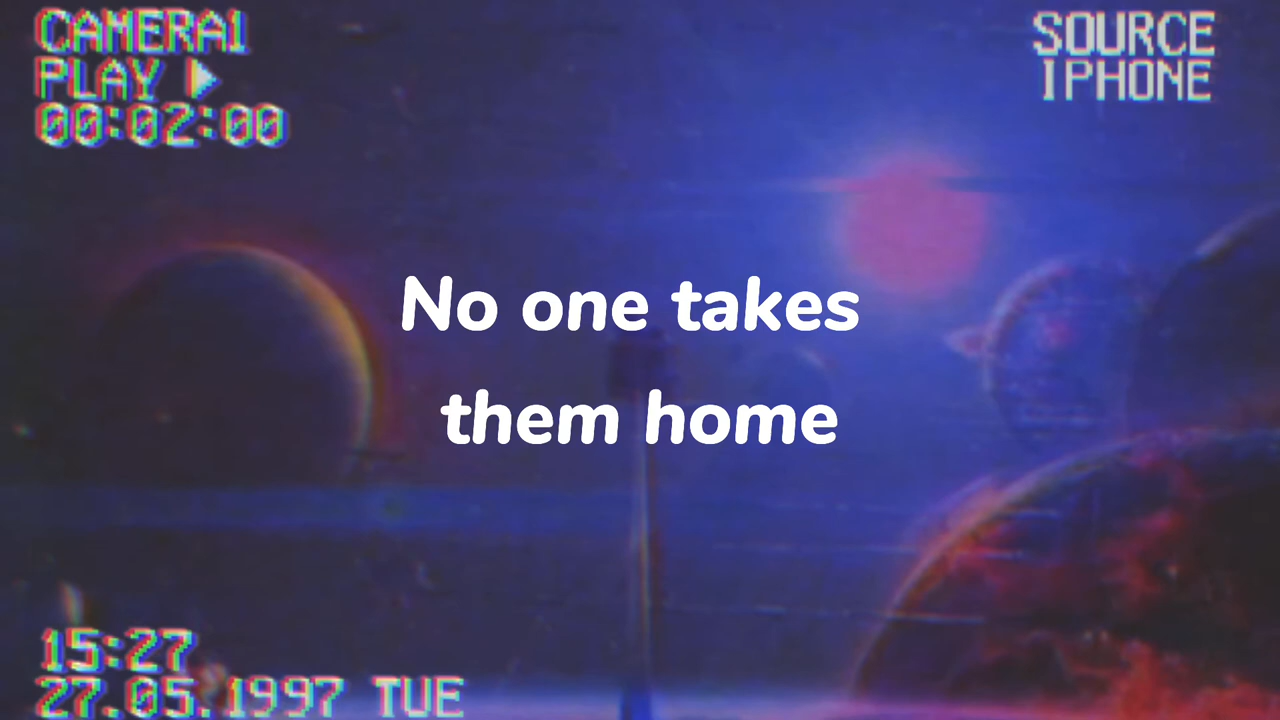 CAMERA1
PLAY
00:02:00
SOURCE
IPHONE
No one takes
them home
15:27
27.05.1997 TUE